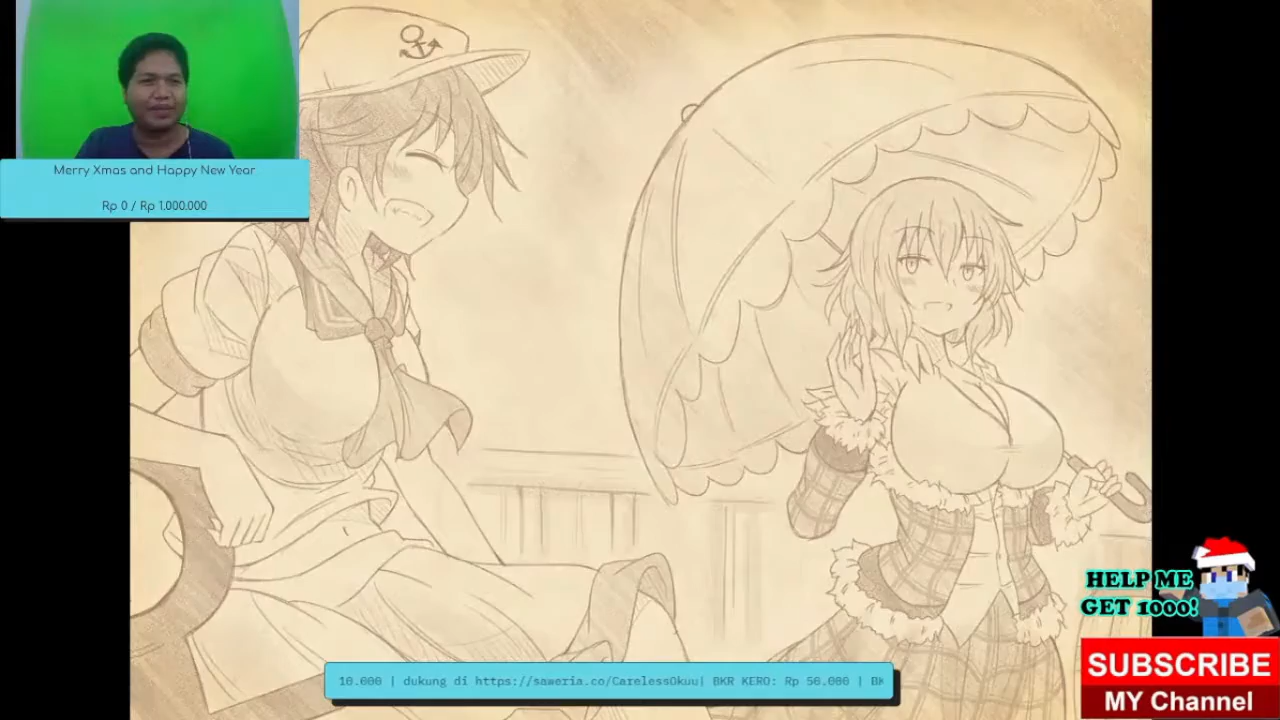 Merry Xmas and Happy New Year
Rp 0 / Rp 1.000.000
HELP ME
GET 1000!
SUBSCRIBE
MY Channel
10.000 | dukung di https://saweria.co/CarelessOkuu| BKR KERO: Rp 50.000 | BK